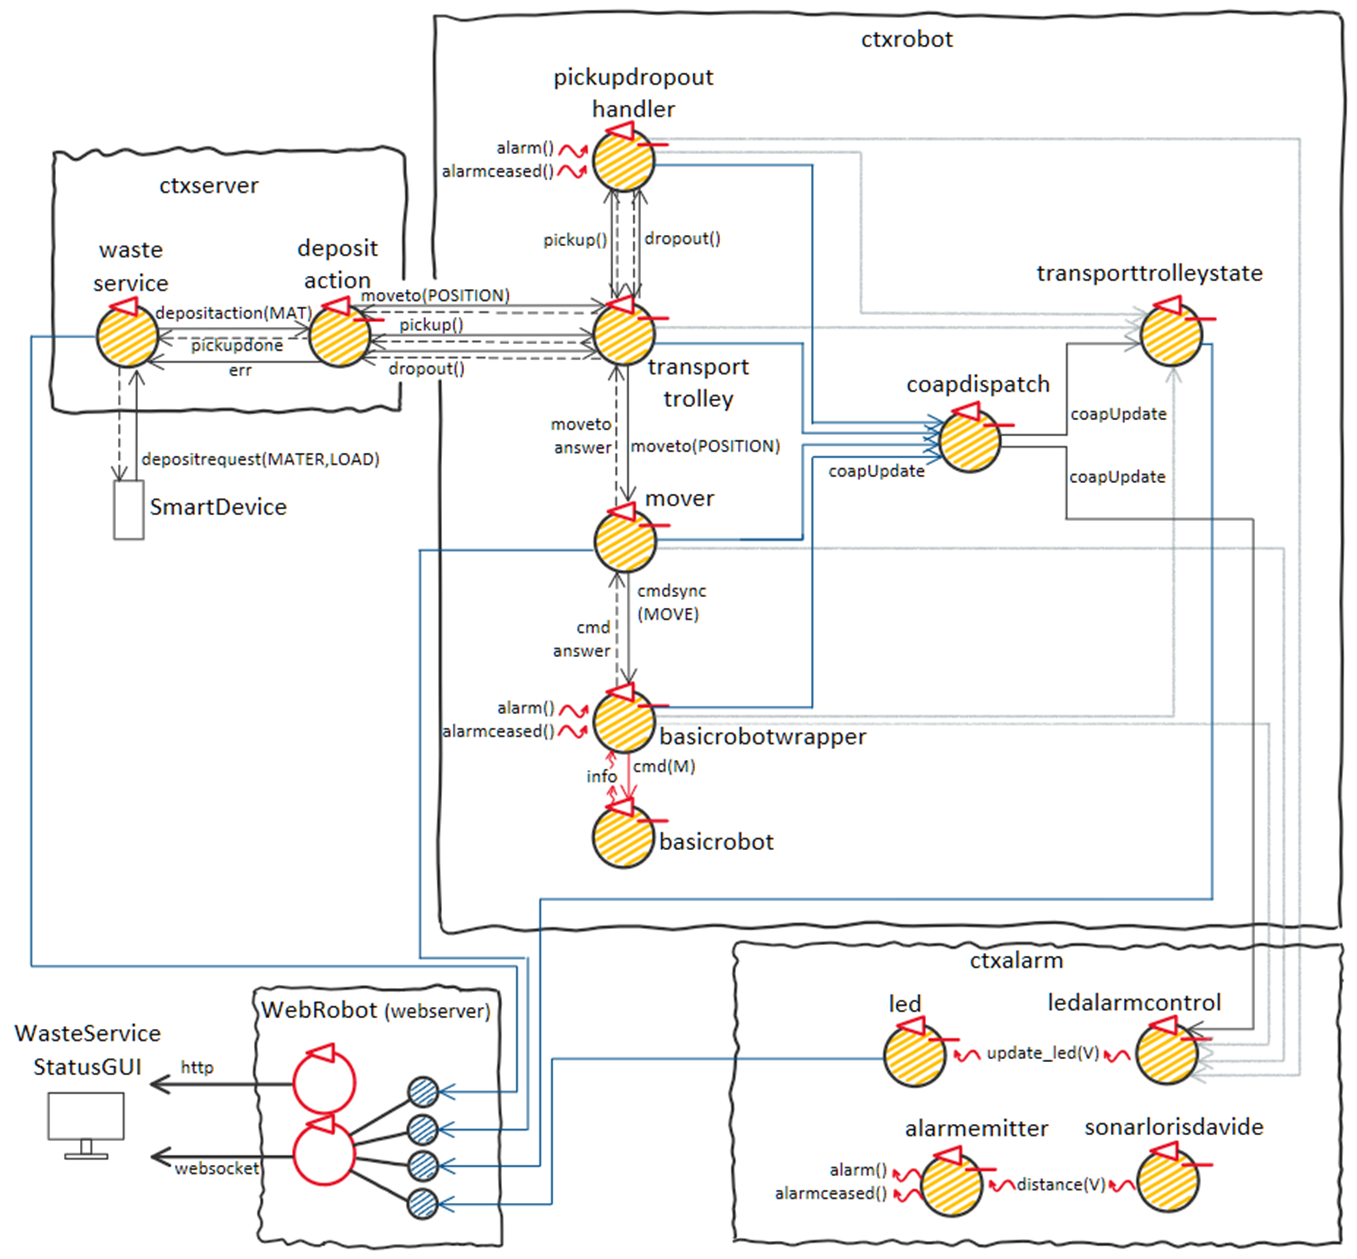 ctxrobot
pickupdropout
handler
alarm()
alarmceased()
ctxserver
waste
service
deposit
action
pickup()
dropout()
transporttrolleystate
moveto(POSITION)
depositaction(MAT)
pickup()
pickupdone
err
dropout()
transport
trolley
coapdispatch
coapUpdate
moveto
answer
moveto(POSITION)
depositrequest(MATER,LOAD)
coapUpdate
coapUpdate
SmartDevice
mover
cmdsync
(MOVE)
cmd
answer
alarm()
alarmceased()
basicrobotwrapper
info
cmd(M)
basicrobot
ctxalarm
WebRobot (webserver)
led
ledalarmcontrol
WasteService
StatusGUI
http
update_led(V)
alarmemitter
sonarlorisdavide
websocket
alarm()
alarmceased()
distance(V)